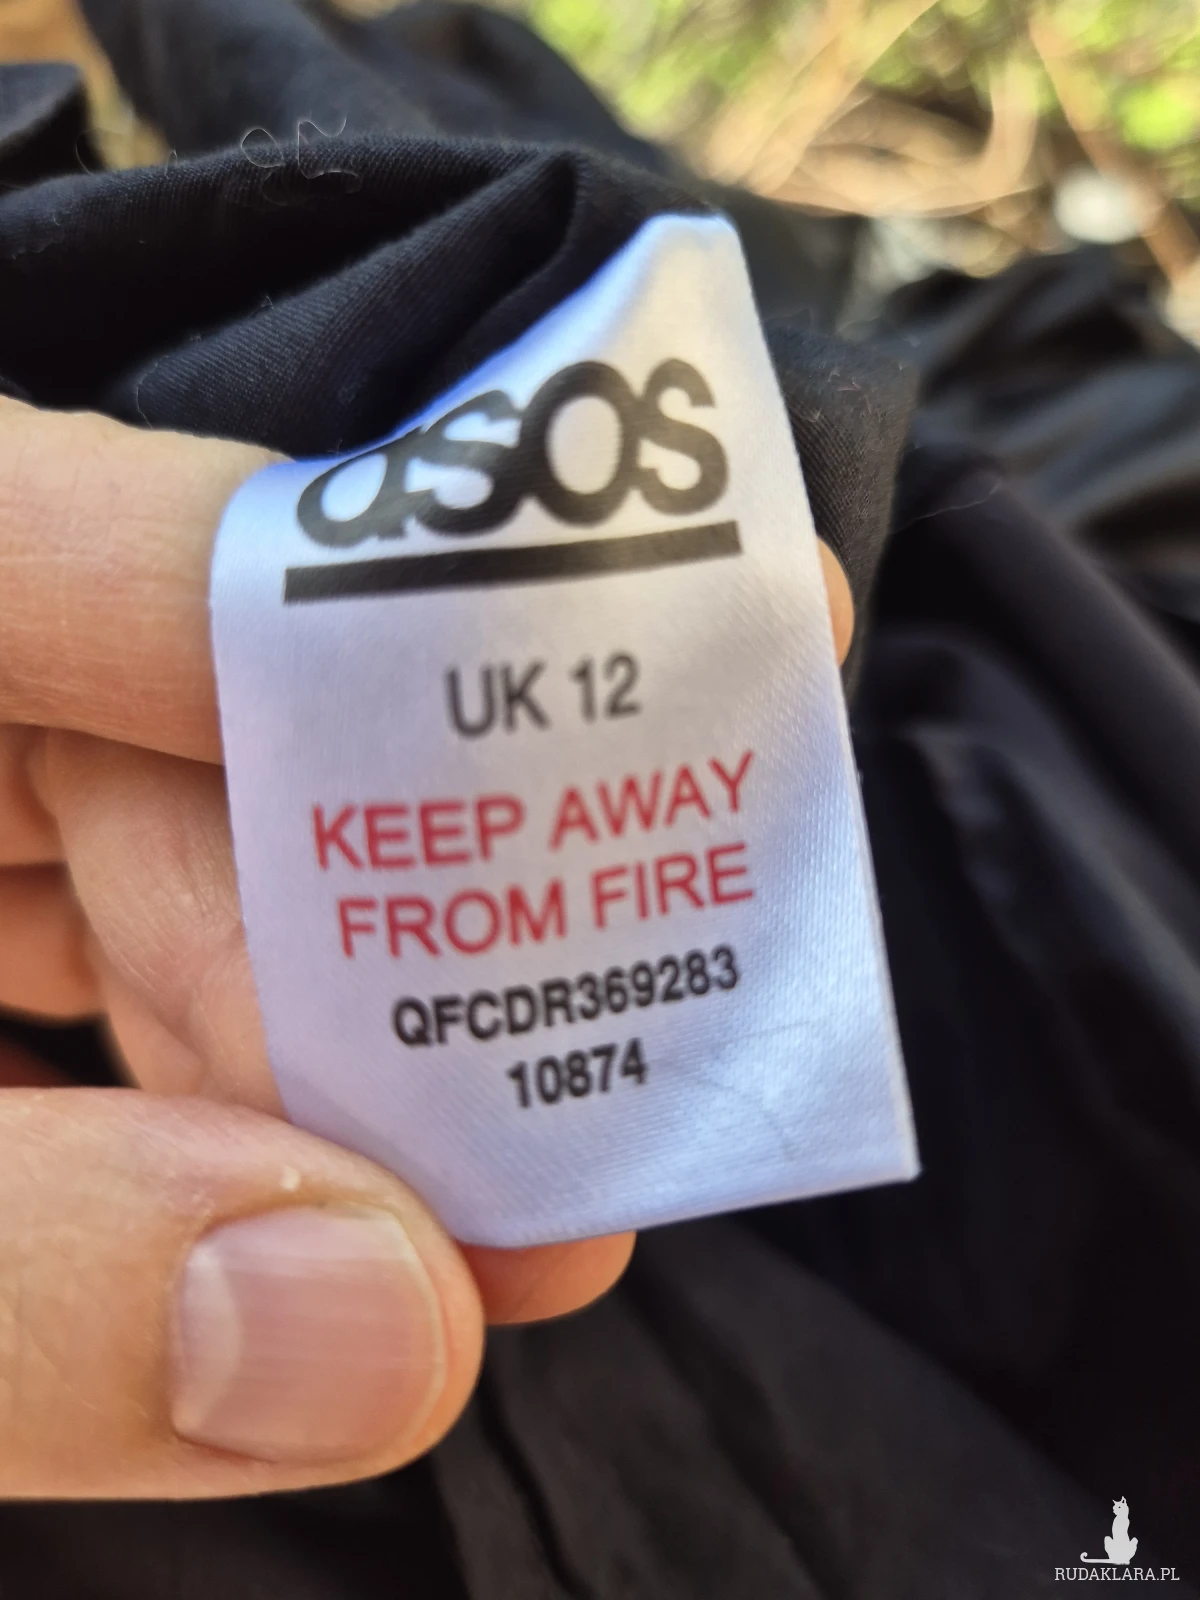 asos
UK 12
KEEP AWAY
FROM FIRE
QFCDR369283
10874
RUDAKLARA.PL